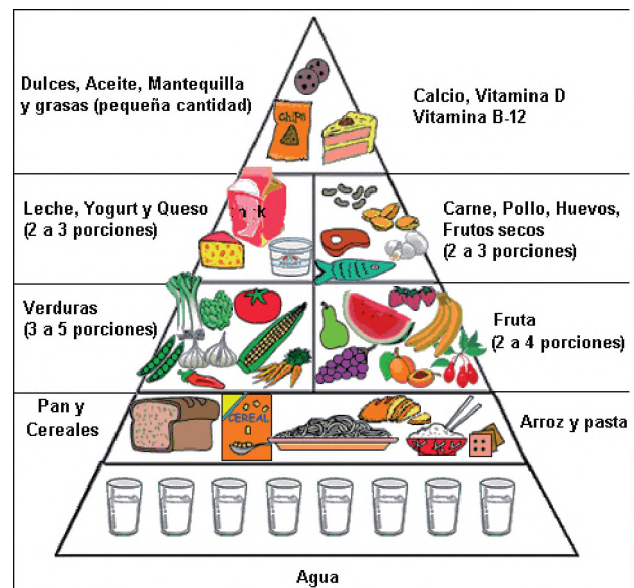 Dulces, Aceite, Mantequilla
y grasas (pequeña cantidad)
Calcio, Vitamina D
Vitamina B-12
CHIPS
Leche, Yogurt y Queso
(2 a 3 porciones)
Carne, Pollo, Huevos,
Frutos secos
(2 a 3 porciones)
Verduras
(3 a 5 porciones)
Fruta
(2 a 4 porciones)
Pan y
Cereales
CEREAL
Arroz y pasta
Agua